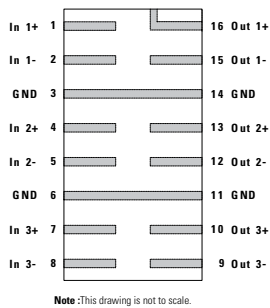 In 1+ 1 16 Out 1+
In 1- 2 15 Out 1-
GND 3 14 GND
In 2+ 4 13 Out 2+
In 2- 5 12 Out 2-
GND 6 11 GND
In 3+ 7 10 Out 3+
In 3- 8 9 Out 3-
Note :This drawing is not to scale.